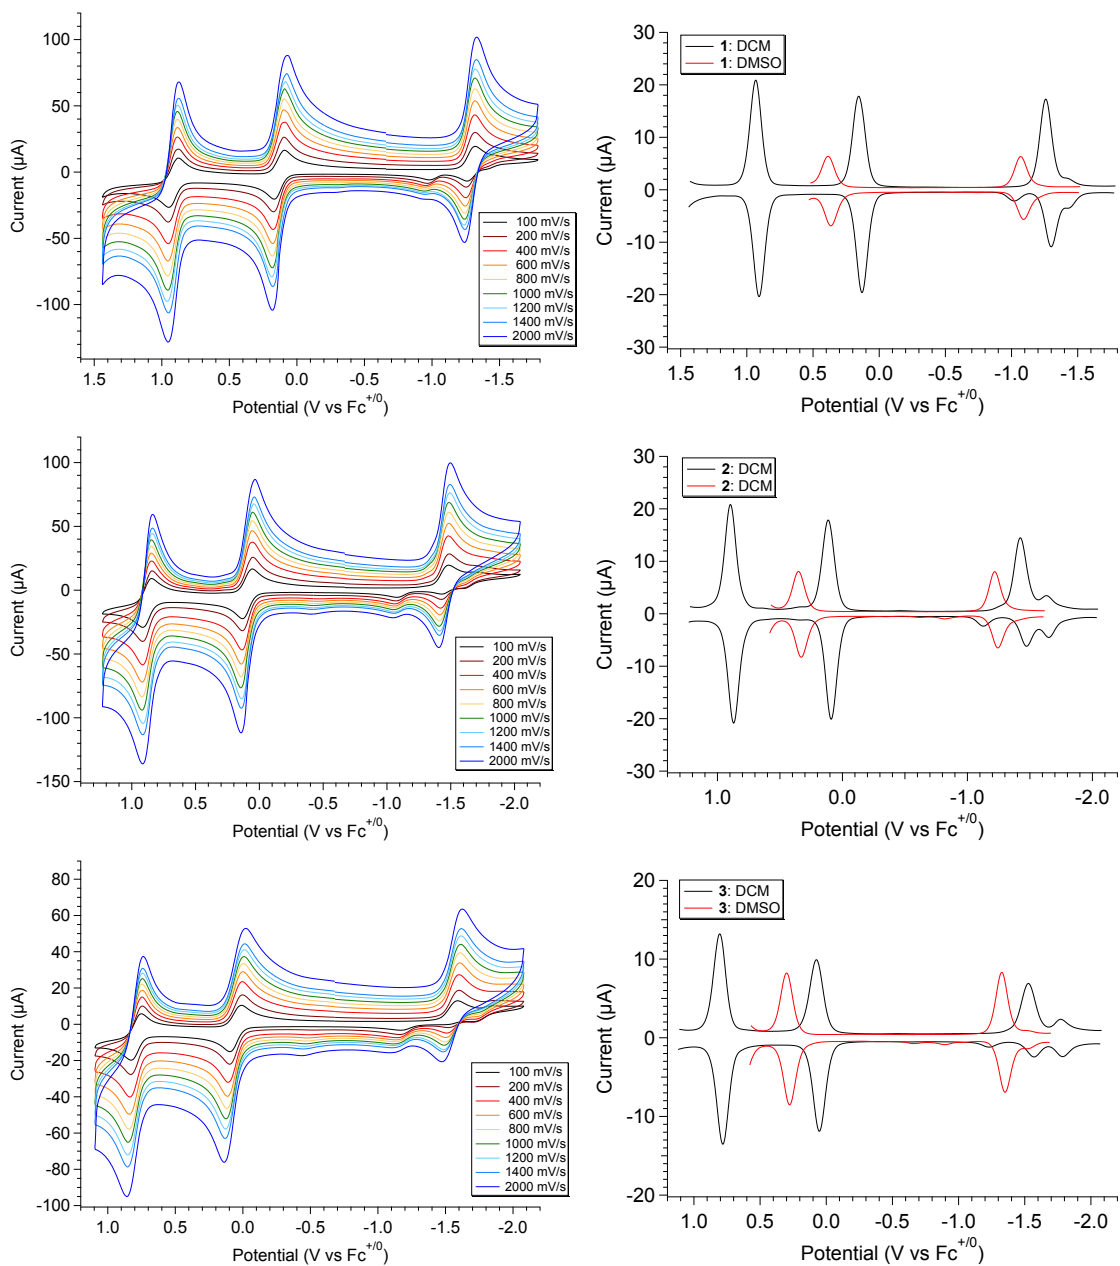 100
50
0
-50
-100
Current (µA)
1.5 1.0 0.5 0.0 -0.5 -1.0 -1.5
Potential (V vs Fc+/0)
100 mV/s
200 mV/s
400 mV/s
600 mV/s
800 mV/s
1000 mV/s
1200 mV/s
1400 mV/s
2000 mV/s
30
20
10
0
-10
-20
-30
Current (µA)
1.5 1.0 0.5 0.0 -0.5 -1.0 -1.5
Potential (V vs Fc+/0)
1: DCM
1: DMSO
100
50
0
-50
-100
-150
Current (µA)
1.0 0.5 0.0 -0.5 -1.0 -1.5 -2.0
Potential (V vs Fc+/0)
100 mV/s
200 mV/s
400 mV/s
600 mV/s
800 mV/s
1000 mV/s
1200 mV/s
1400 mV/s
2000 mV/s
30
20
10
0
-10
-20
-30
Current (µA)
1.0 0.0 -1.0 -2.0
Potential (V vs Fc+/0)
2: DCM
2: DCM
80
60
40
20
0
-20
-40
-60
-80
-100
Current (µA)
1.0 0.5 0.0 -0.5 -1.0 -1.5 -2.0
Potential (V vs Fc+/0)
100 mV/s
200 mV/s
400 mV/s
600 mV/s
800 mV/s
1000 mV/s
1200 mV/s
1400 mV/s
2000 mV/s
20
10
0
-10
-20
Current (µA)
1.0 0.5 0.0 -0.5 -1.0 -1.5 -2.0
Potential (V vs Fc+/0)
3: DCM
3: DMSO